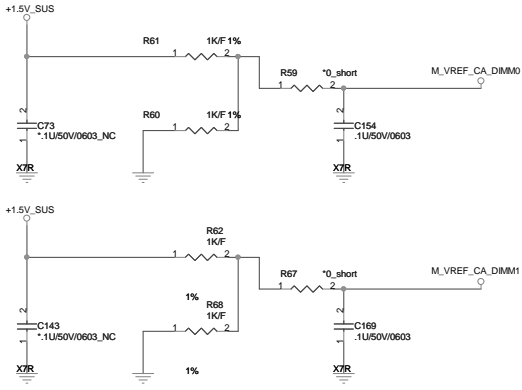 +1.5V_SUS
R61 1K/F 1%
1 2
R59 *0_short
1 2
M_VREF_CA_DIMM0
R60 1K/F 1%
1 2
2
C73
*.1U/50V/0603_NC
1
X7R
2
C154
.1U/50V/0603
1
X7R
+1.5V_SUS
R62
1K/F
1 2
R67 *0_short
1 2
M_VREF_CA_DIMM1
1%
R68
1K/F
1 2
1%
2
C143
*.1U/50V/0603_NC
1
X7R
2
C169
.1U/50V/0603
1
X7R